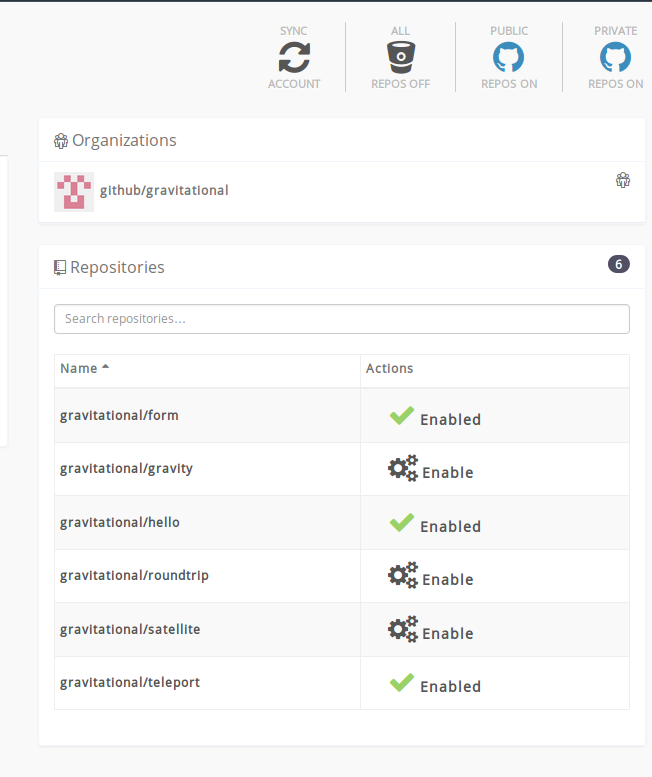 SYNC
ACCOUNT
ALL
REPOS OFF
PUBLIC
REPOS ON
PRIVATE
REPOS ON
Organizations
github/gravitational
Repositories
6
Search repositories...
Name
Actions
gravitational/form
Enabled
gravitational/gravity
Enable
gravitational/hello
Enabled
gravitational/roundtrip
Enable
gravitational/satellite
Enable
gravitational/teleport
Enabled